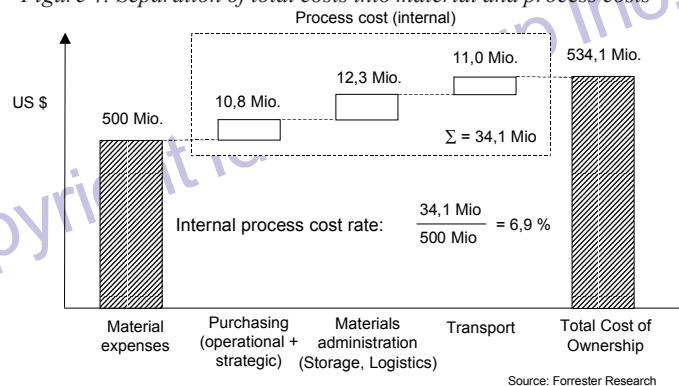 Figure 4: Separation of total costs into material and process costs
Process cost (internal)
US $
500 Mio.
10,8 Mio.
12,3 Mio.
11,0 Mio.
534,1 Mio.
Σ = 34,1 Mio
Internal process cost rate:
34,1 Mio
500 Mio
= 6,9 %
Material
expenses
Purchasing
(operational +
strategic)
Materials
administration
(Storage, Logistics)
Transport
Total Cost of
Ownership
Source: Forrester Research